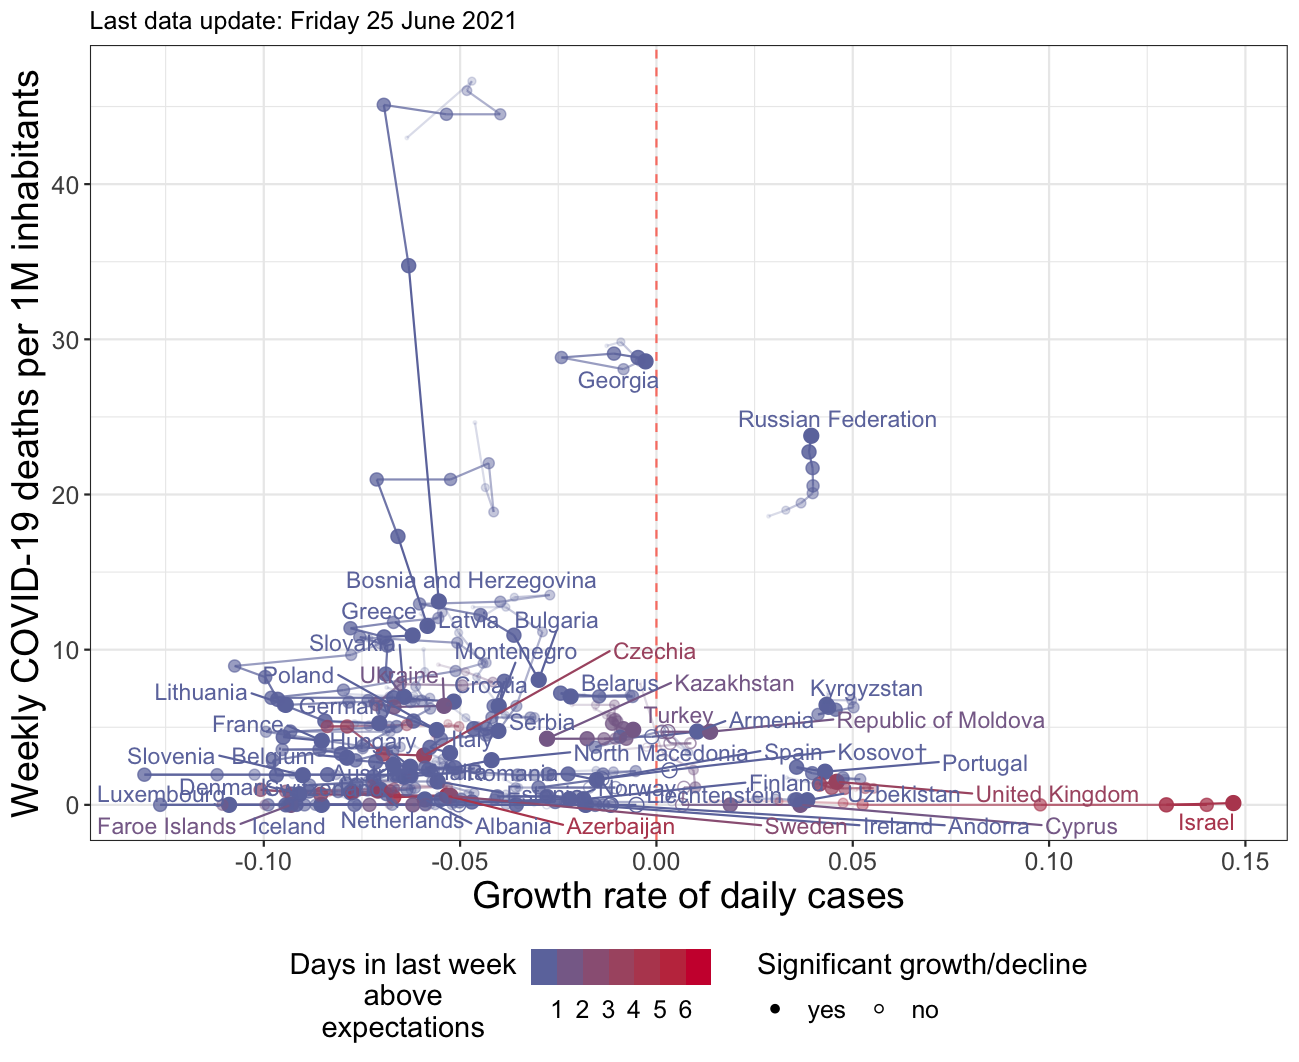 Last data update: Friday 25 June 2021
Weekly COVID-19 deaths per 1M inhabitants
40
30
20
10
0
Georgia
Russian Federation
Bosnia and Herzegovina
Greece
Latvia
Bulgaria
Slovakia
Montenegro
Czechia
Poland
Ukraine
Croatia
Belarus
Kazakhstan
Kyrgyzstan
Lithuania
Germany
Serbia
Turkey
Armenia
Republic of Moldova
France
Hungary
Italy
North Macedonia
Spain
Kosovo†
Portugal
Slovenia
Belgium
Romania
Denmark
Norway
Finland
Liechtenstein
Uzbekistan
United Kingdom
Luxembourg
Faroe Islands
Iceland
Netherlands
Albania
Azerbaijan
Sweden
Ireland
Andorra
Cyprus
Israel
-0.10
-0.05
0.00
0.05
0.10
0.15
Growth rate of daily cases
Days in last week
above
expectations
1 2 3 4 5 6
Significant growth/decline
yes
no